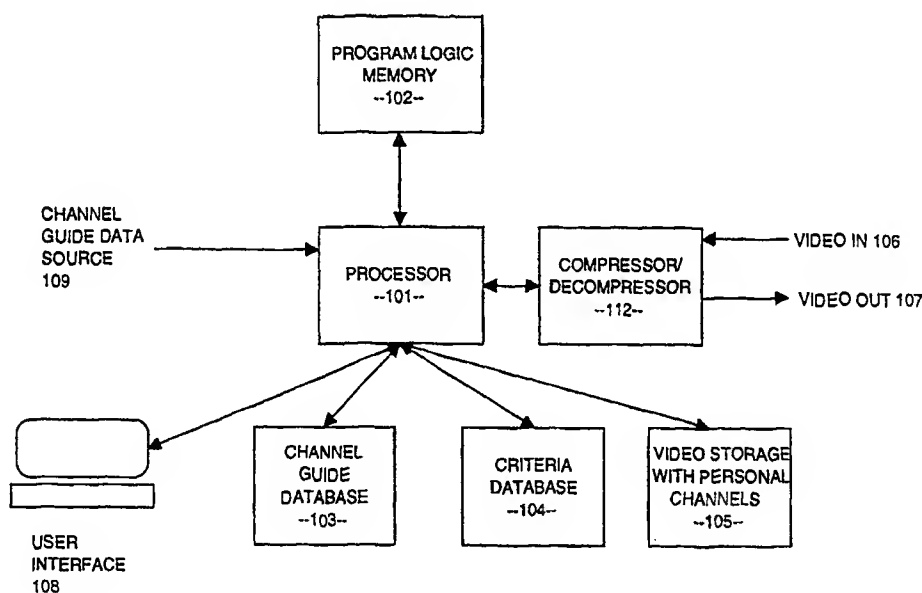 PROGRAM LOGIC
MEMORY
--102--
CHANNEL
GUIDE DATA
SOURCE
109
PROCESSOR
--101--
COMPRESSOR/
DECOMPRESSOR
--112--
VIDEO IN 106
VIDEO OUT 107
USER
INTERFACE
108
CHANNEL
GUIDE
DATABASE
--103--
CRITERIA
DATABASE
--104--
VIDEO STORAGE
WITH PERSONAL
CHANNELS
--105--